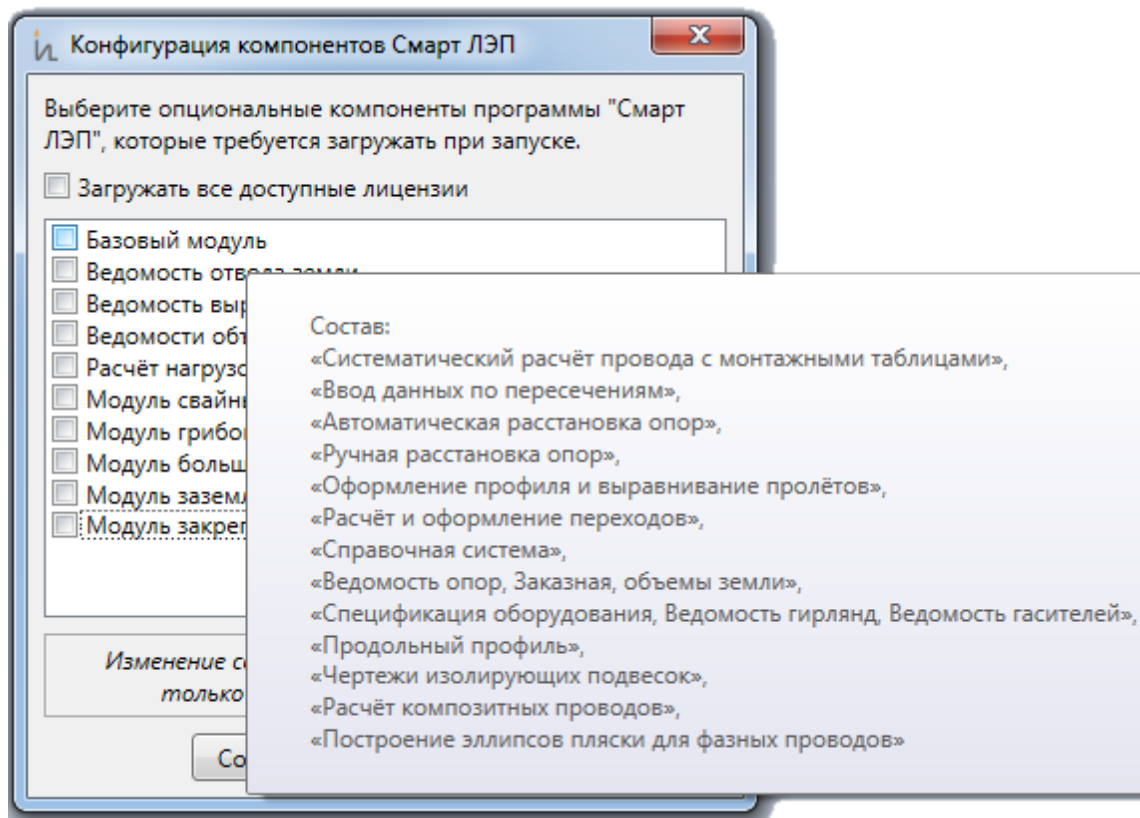 Конфигурация компонентов Смарт ЛЭП
Выберите опциональные компоненты программы "Смарт
ЛЭП", которые требуется загружать при запуске.
Загружать все доступные лицензии
Базовый модуль
Ведомость отвода земли
Ведомость
Ведомости
Расчёт
Модуль
Модуль
Модуль
Модуль
Модуль
Изменение
только
Состав:
«Систематический расчёт провода с монтажными таблицами»,
«Ввод данных по пересечениям»,
«Автоматическая расстановка опор»,
«Ручная расстановка опор»,
«Оформление профиля и выравнивание пролётов»,
«Расчёт и оформление переходов»,
«Справочная система»,
«Ведомость опор, Заказная, объемы земли»,
«Спецификация оборудования, Ведомость гирлянд, Ведомость гасителей»,
«Продольный профиль»,
«Чертежи изолирующих подвесок»,
«Расчёт композитных проводов»,
«Построение эллипсов пляски для фазных проводов»